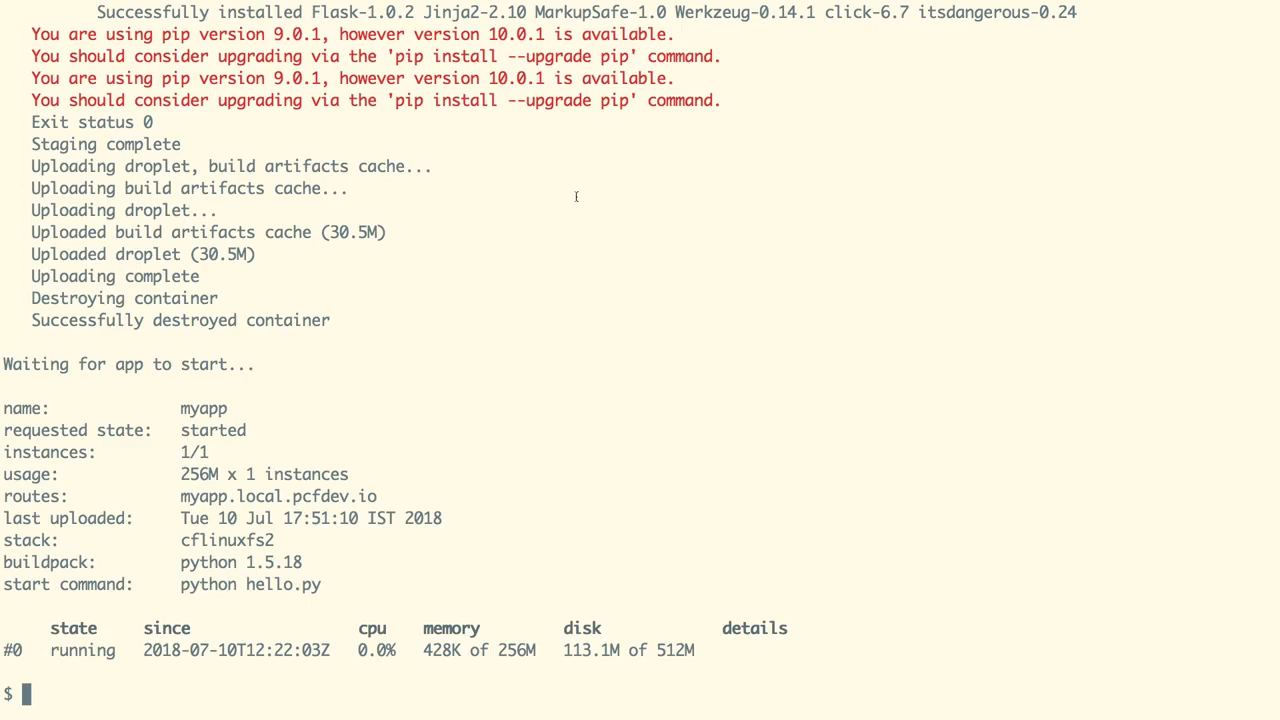 Successfully installed Flask-1.0.2 Jinja2-2.10 MarkupSafe-1.0 Werkzeug-0.14.1 click-6.7 itsdangerous-0.24
You are using pip version 9.0.1, however version 10.0.1 is available.
You should consider upgrading via the 'pip install --upgrade pip' command.
You are using pip version 9.0.1, however version 10.0.1 is available.
You should consider upgrading via the 'pip install --upgrade pip' command.
Exit status 0
Staging complete
Uploading droplet, build artifacts cache...
Uploading build artifacts cache...
Uploading droplet...
Uploaded build artifacts cache (30.5M)
Uploaded droplet (30.5M)
Uploading complete
Destroying container
Successfully destroyed container
Waiting for app to start...
name: myapp
requested state: started
instances: 1/1
usage: 256M x 1 instances
routes: myapp.local.pcfdev.io
last uploaded: Tue 10 Jul 17:51:10 IST 2018
stack: cflinuxfs2
buildpack: python 1.5.18
start command: python hello.py
state since cpu memory disk details
#0 running 2018-07-10T12:22:03Z 0.0% 428K of 256M 113.1M of 512M
$